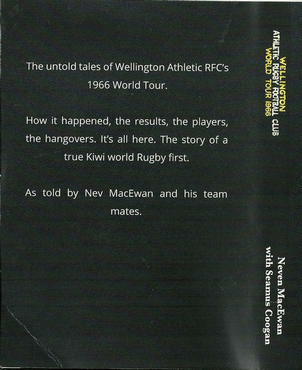 The untold tales of Wellington Athletic RFC's
1966 World Tour.
How it happened, the results, the players,
the hangovers. It's all here. The story of a
true Kiwi world Rugby first.
As told by Nev MacEwan and his team
mates.
WELLINGTON
ATHLETIC RUGBY FOOTBALL CLUB
WORLD TOUR 1966
Neven MacEwan
with Seamus Coogan